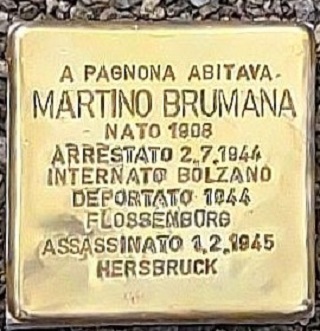 A PAGNONA ABITAVA
MARTINO BRUMANA
NATO 1908
ARRESTATO 2.7.1944
INTERNATO BOLZANO
DEPORTATO 1944
FLOSSENBÜRG
ASSASSINATO 1.2.1945
HERSBRUCK